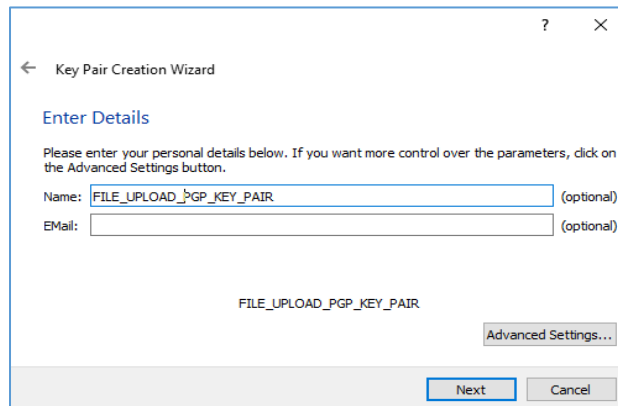 ?
Key Pair Creation Wizard
Enter Details
Please enter your personal details below. If you want more control over the parameters, click on
the Advanced Settings button.
Name: FILE_UPLOAD_PGP_KEY_PAIR (optional)
EMail: (optional)
FILE_UPLOAD_PGP_KEY_PAIR
Advanced Settings...
Next Cancel